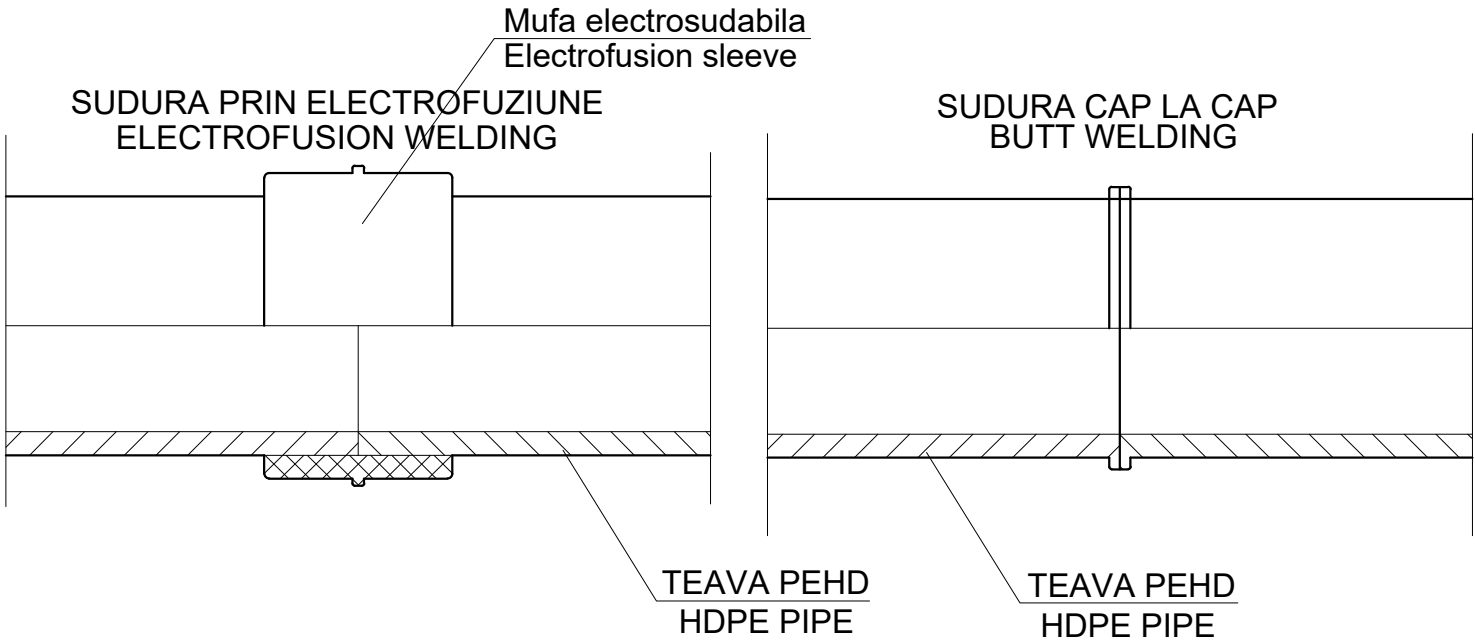 Mufa electrosudabila
Electrofusion sleeve
SUDURA PRIN ELECTROFUZIUNE
ELECTROFUSION WELDING
SUDURA CAP LA CAP
BUTT WELDING
TEAVA PEHD
HDPE PIPE
TEAVA PEHD
HDPE PIPE